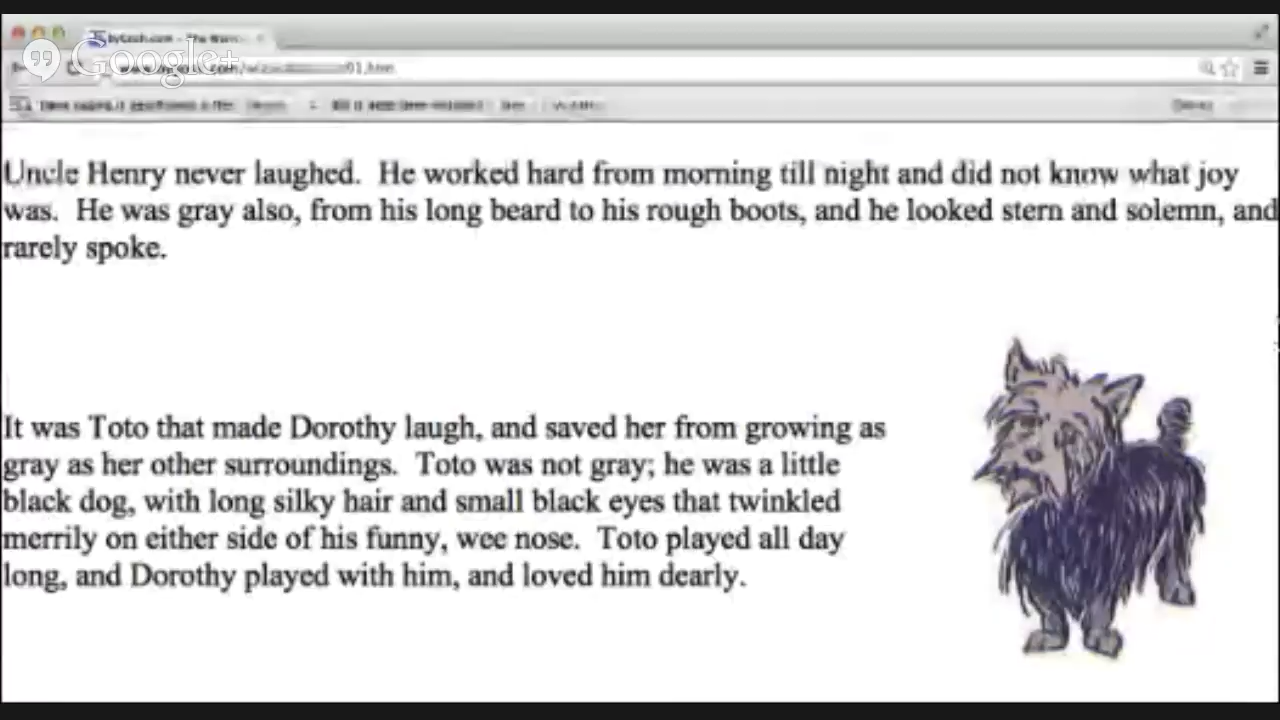 Google+
Uncle Henry never laughed.  He worked hard from morning till night and did not know what joy
was.  He was gray also, from his long beard to his rough boots, and he looked stern and solemn, and
rarely spoke.
It was Toto that made Dorothy laugh, and saved her from growing as
gray as her other surroundings.  Toto was not gray; he was a little
black dog, with long silky hair and small black eyes that twinkled
merrily on either side of his funny, wee nose.  Toto played all day
long, and Dorothy played with him, and loved him dearly.